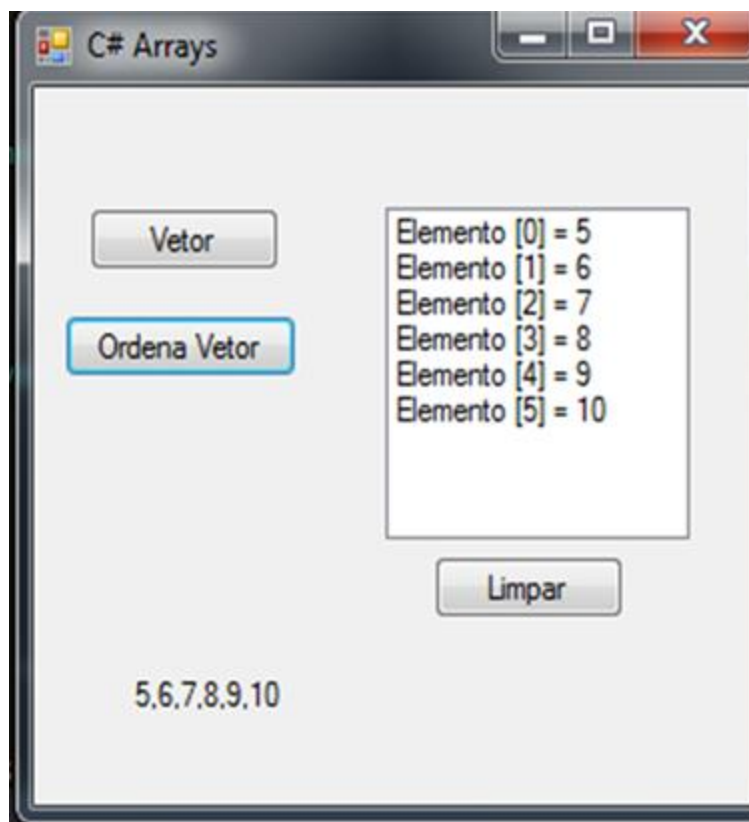 C# Arrays
Vetor
Ordena Vetor
Elemento [0] = 5
Elemento [1] = 6
Elemento [2] = 7
Elemento [3] = 8
Elemento [4] = 9
Elemento [5] = 10
Limpar
5,6,7,8,9,10